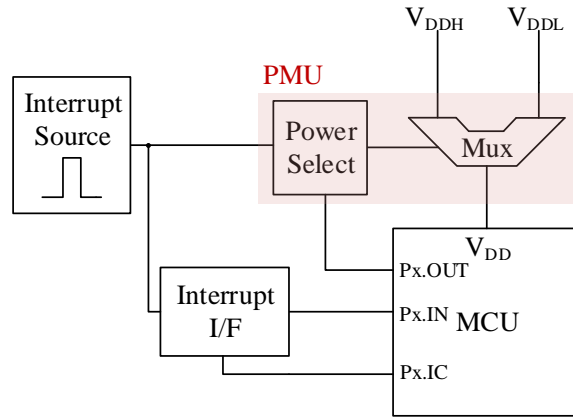 V_DDH
V_DDL
PMU
Interrupt
Source
Power
Select
Mux
V_DD
Px.OUT
Interrupt
I/F
Px.IN
MCU
Px.IC